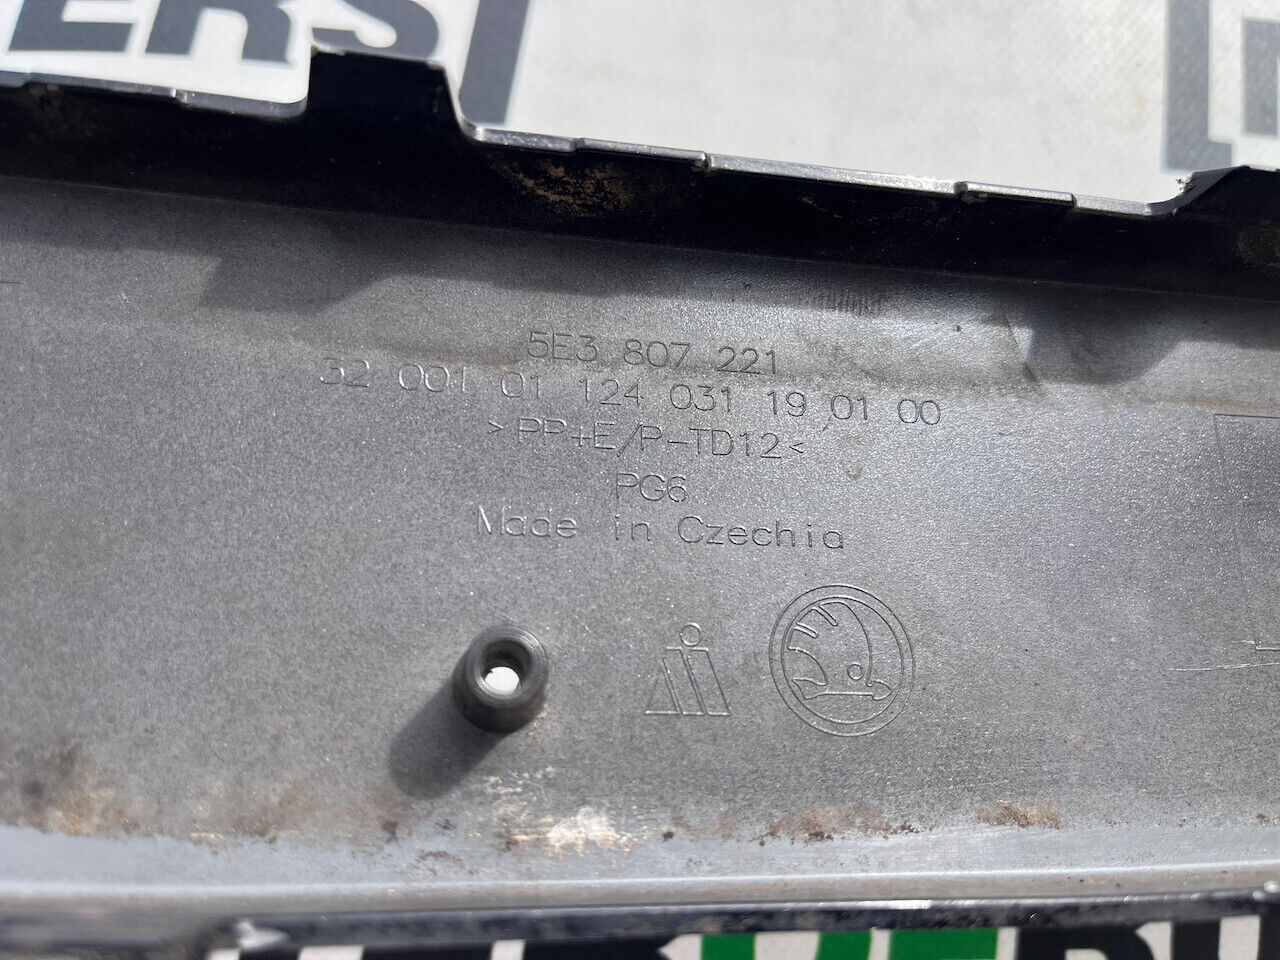 5E3 807 221
32 001 01 124 031 19 01 00
>PP+E/P-TD12<
PG6
Made in Czechia